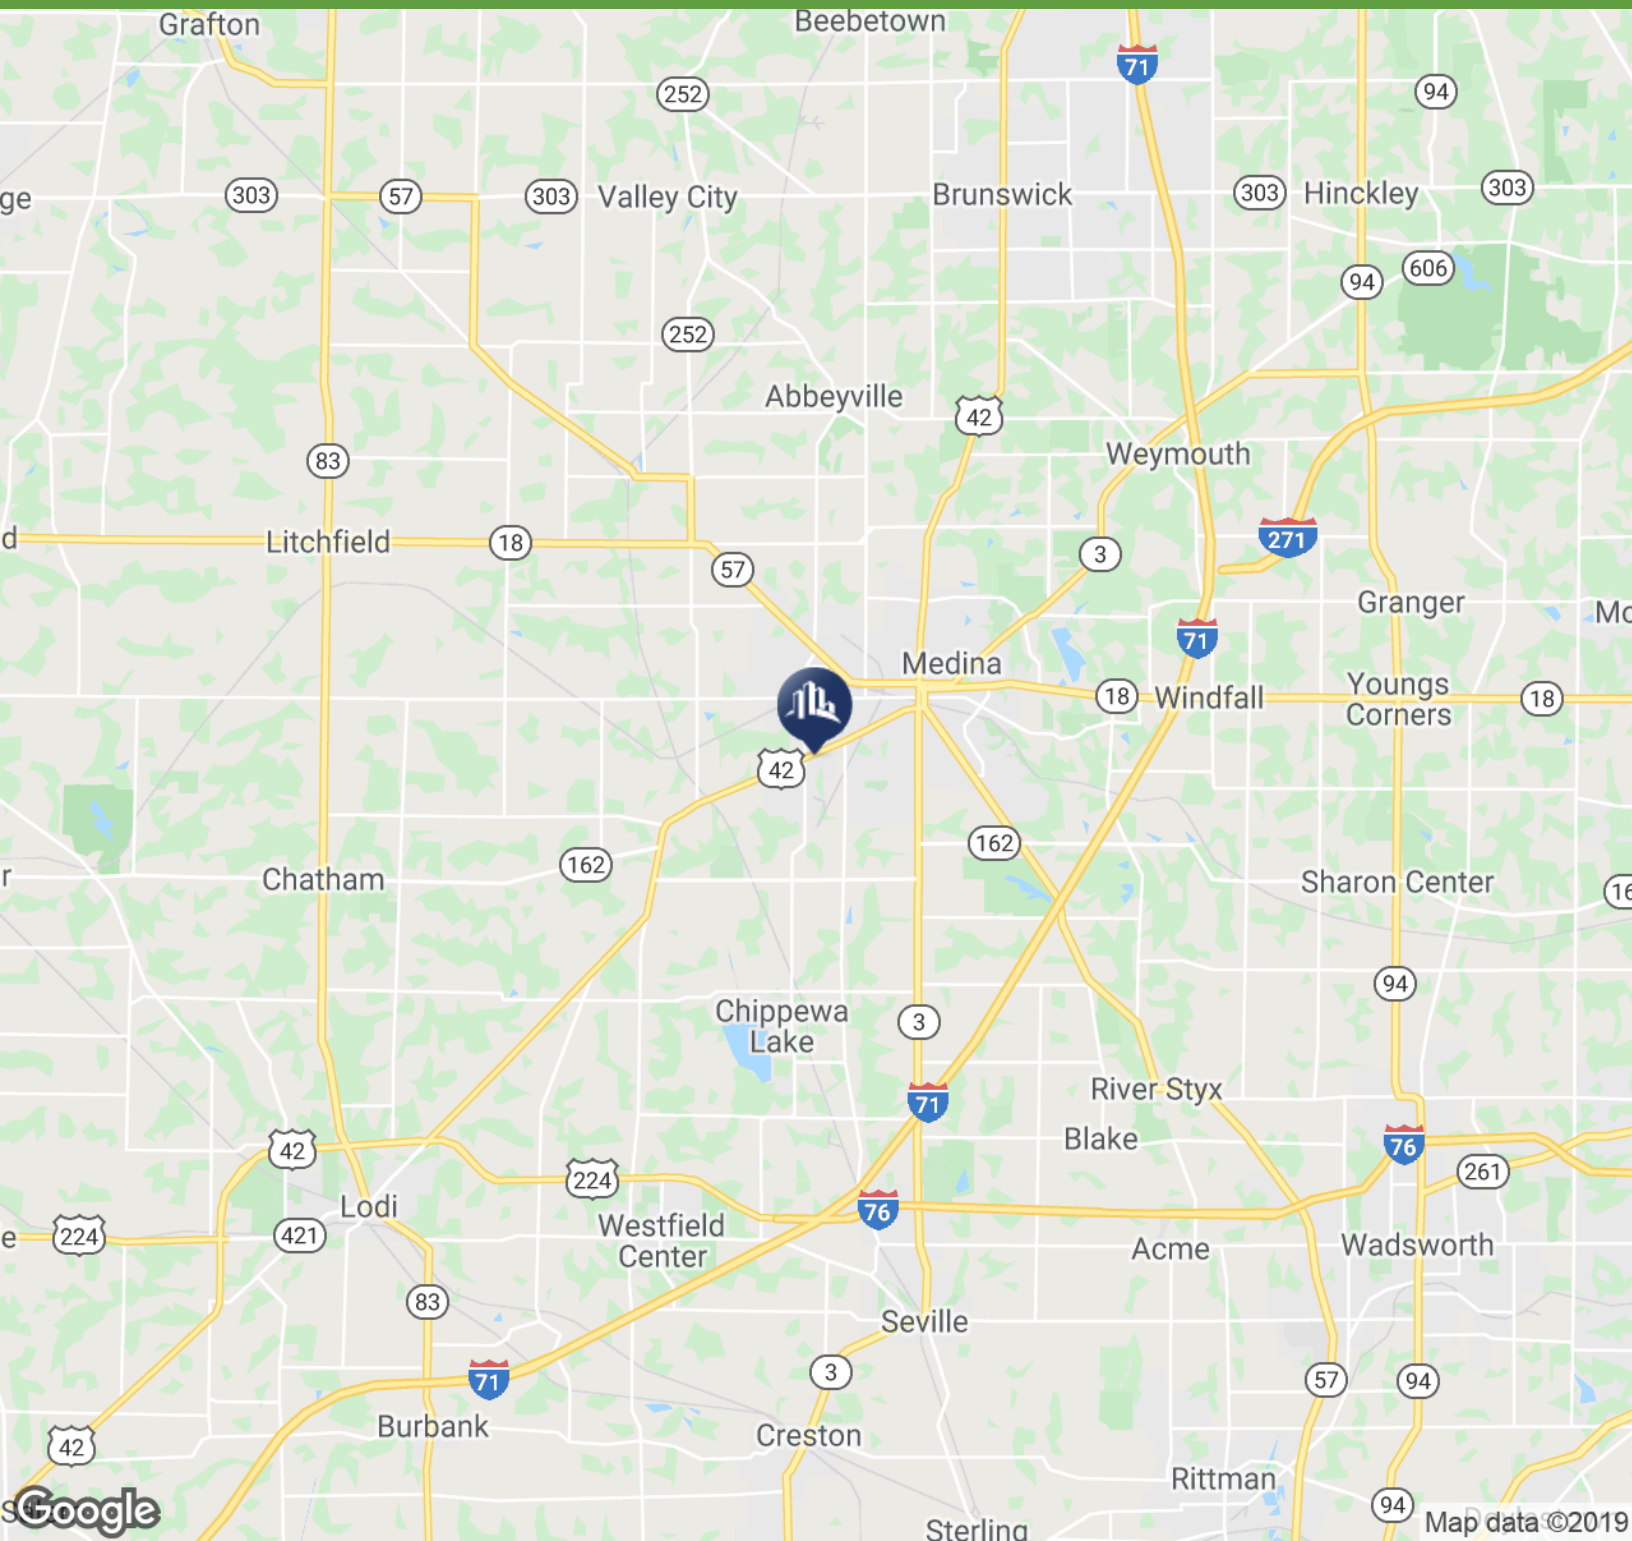 Grafton
Beebetown
71
252
94
ge
303
57
303
Valley City
Brunswick
303
Hinckley
303
606
94
252
Abbeyville
42
Weymouth
83
d
Litchfield
18
271
3
57
Granger
Mo
71
Medina
18
Windfall
Youngs
Corners
18
42
162
162
r
Chatham
Sharon Center
16
94
Chippewa
Lake
3
River Styx
71
Blake
42
76
261
224
Lodi
76
e
224
421
Westfield
Center
Acme
Wadsworth
83
Seville
71
3
57
94
Burbank
Creston
42
Rittman
94
Google
Map data ©2019
Sterling